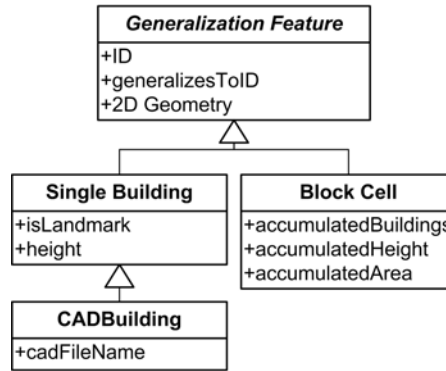 Generalization Feature
+ID
+generalizesToID
+2D Geometry
Single Building
+isLandmark
+height
Block Cell
+accumulatedBuildings
+accumulatedHeight
+accumulatedArea
CADBuilding
+cadFileName